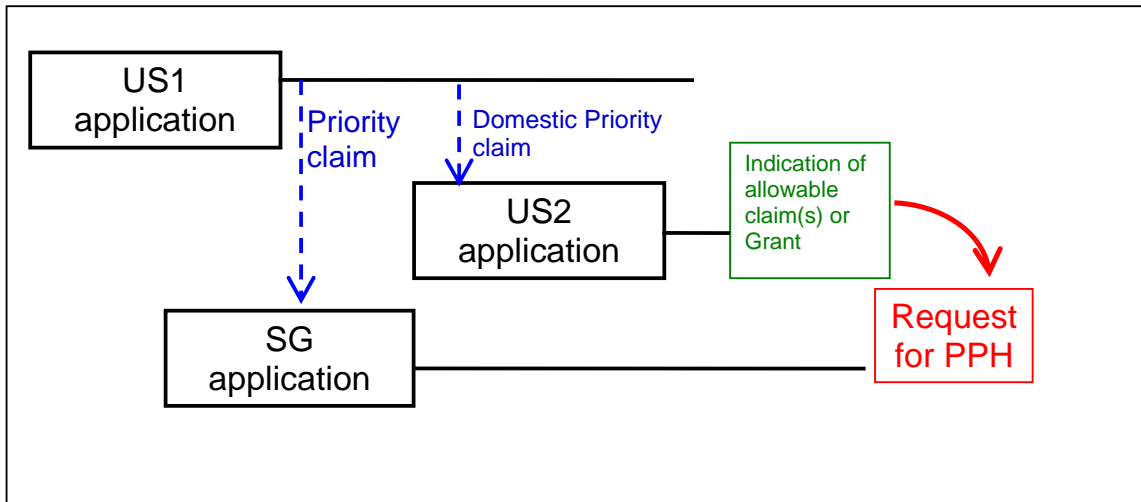 US1
application
Priority
claim
Domestic Priority
claim
US2
application
Indication of
allowable
claim(s) or
Grant
SG
application
Request
for PPH